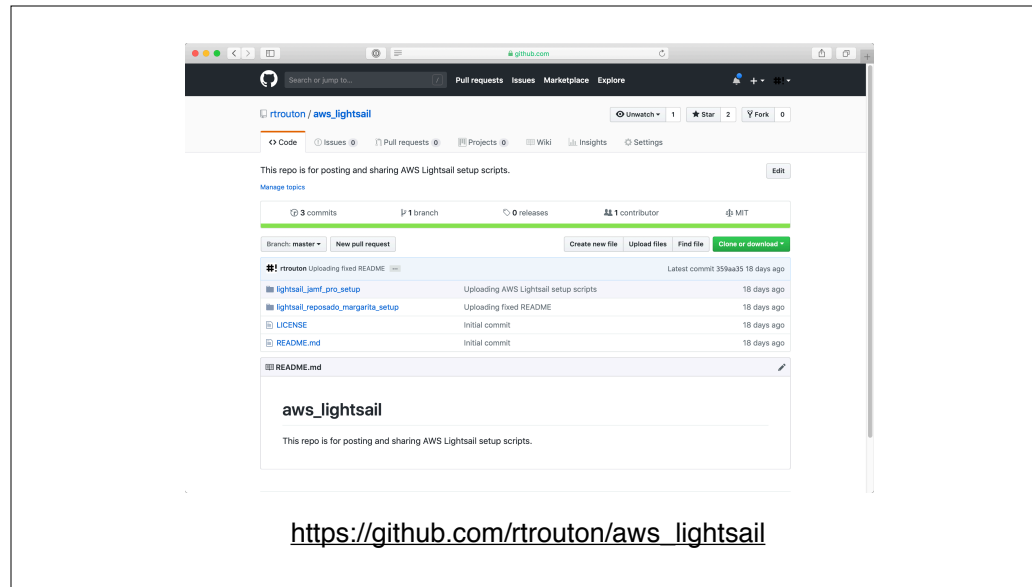 github.com
Search or jump to... / Pull requests Issues Marketplace Explore
rtrouton / aws_lightsail Unwatch 1 Star 2 Fork 0
Code Issues 0 Pull requests 0 Projects 0 Wiki Insights Settings
This repo is for posting and sharing AWS Lightsail setup scripts. Edit
Manage topics
3 commits 1 branch 0 releases 1 contributor MIT
Branch: master New pull request Create new file Upload files Find file Clone or download
#! rtrouton Uploading fixed README ... Latest commit 359aa35 18 days ago
lightsail_jamf_pro_setup Uploading AWS Lightsail setup scripts 18 days ago
lightsail_reposado_margarita_setup Uploading fixed README 18 days ago
LICENSE Initial commit 18 days ago
README.md Initial commit 18 days ago
README.md
aws_lightsail
This repo is for posting and sharing AWS Lightsail setup scripts.
https://github.com/rtrouton/aws_lightsail